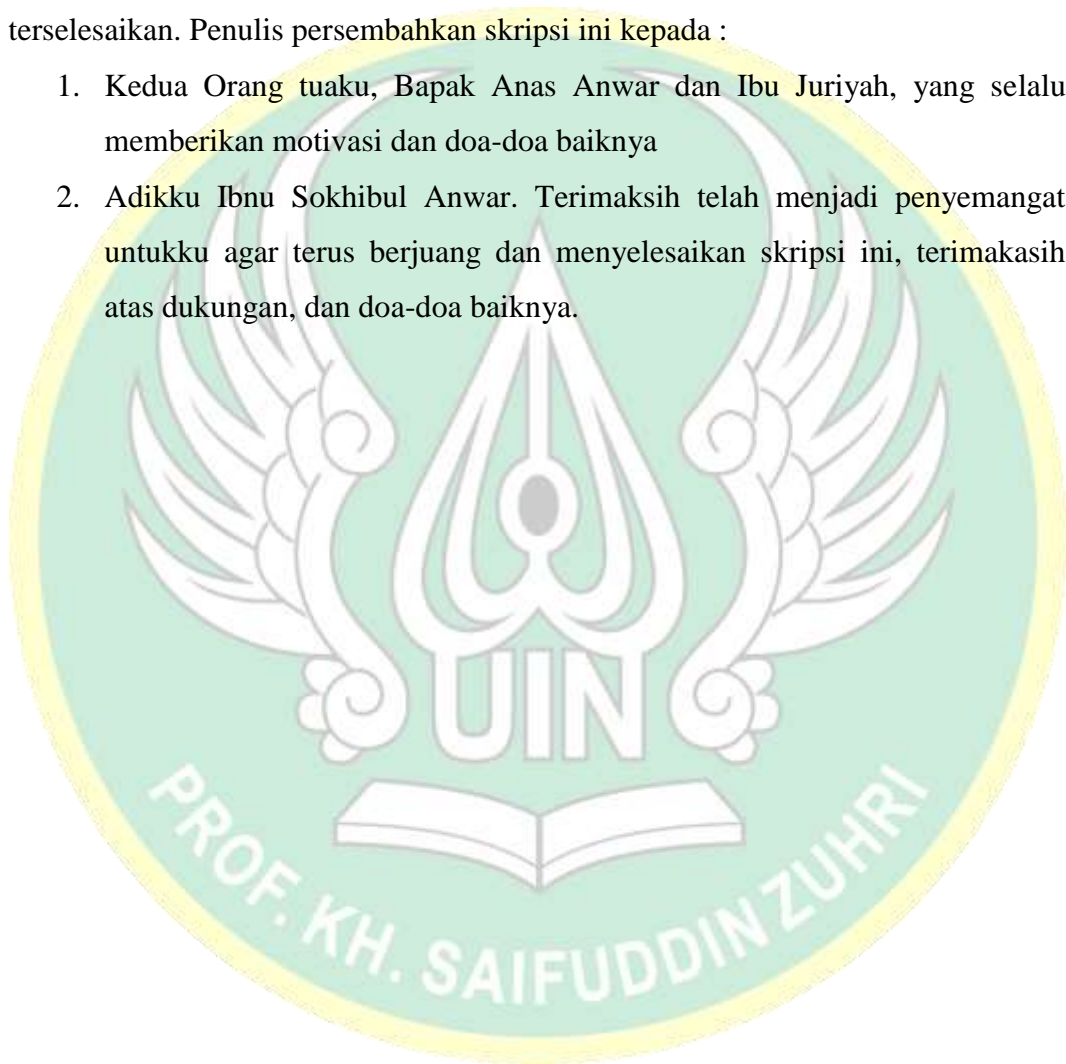 terselesaikan. Penulis persembahkan skripsi ini kepada :
1. Kedua Orang tuaku, Bapak Anas Anwar dan Ibu Juriyah, yang selalu
memberikan motivasi dan doa-doa baiknya
2. Adikku Ibnu Sokhibul Anwar. Terimaksih telah menjadi penyemangat
untukku agar terus berjuang dan menyelesaikan skripsi ini, terimakasih
atas dukungan, dan doa-doa baiknya.
UIN
PROF. KH. SAIFUDDIN ZUHRI